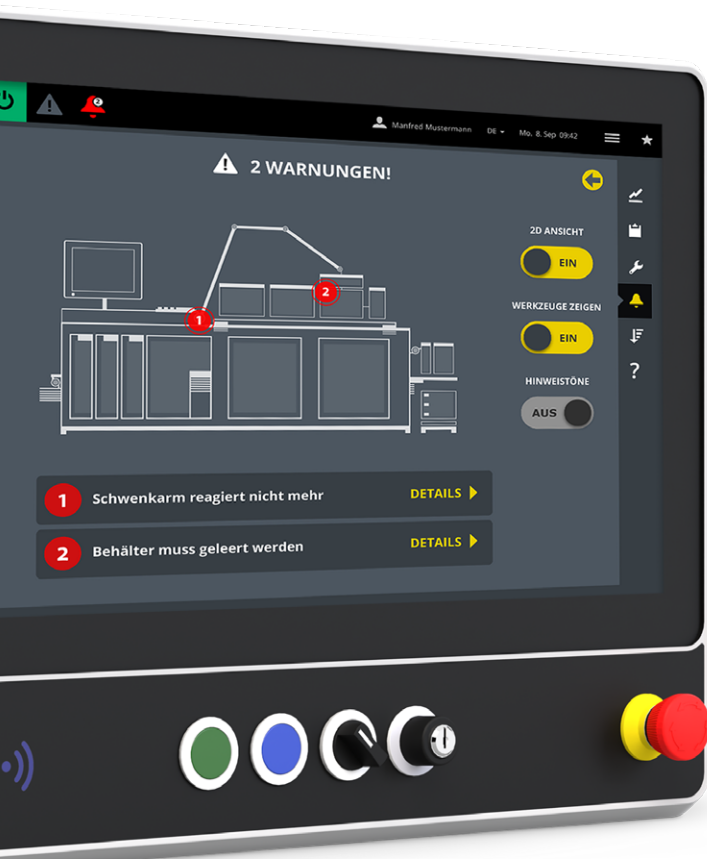 2
Manfred Mustermann
DE
Mo. 8. Sep 09:42
2 WARNUNGEN!
2D ANSICHT
EIN
WERKZEUGE ZEIGEN
EIN
HINWEISTÖNE
AUS
2
1
1 Schwenkarm reagiert nicht mehr DETAILS
2 Behälter muss geleert werden DETAILS